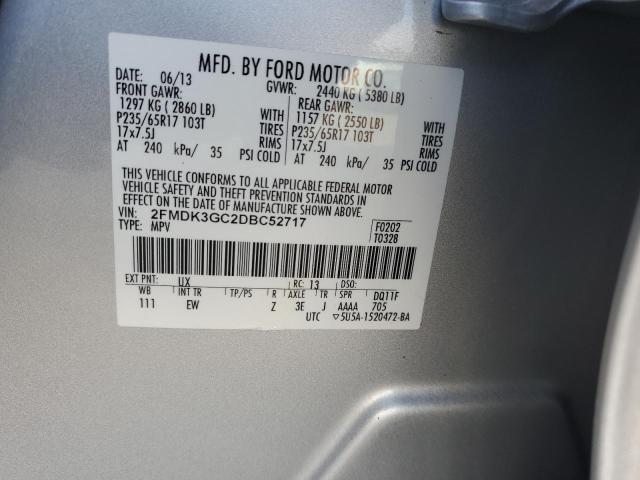 MFD. BY FORD MOTOR CO.
DATE: 06/13 GVWR: 2440 KG ( 5380 LB)
FRONT GAWR: REAR GAWR:
1297 KG ( 2860 LB) WITH 1157 KG ( 2550 LB) WITH
P235/65R17 103T TIRES P235/65R17 103T TIRES
17x7.5J RIMS 17x7.5J RIMS
AT 240 kPa/ 35 PSI COLD AT 240 kPa/ 35 PSI COLD
THIS VEHICLE CONFORMS TO ALL APPLICABLE FEDERAL MOTOR
VEHICLE SAFETY AND THEFT PREVENTION STANDARDS IN
EFFECT ON THE DATE OF MANUFACTURE SHOWN ABOVE.
VIN: 2FMDK3GC2DBC52717 F0202
TYPE: MPV T0328
EXT PNT: UX RC: 13 DSO:
WB INT TR TP/PS R AXLE TR SPR DQ11F
111 EW Z 3E J AAAA 705
UTC ▽5U5A-1520472-BA